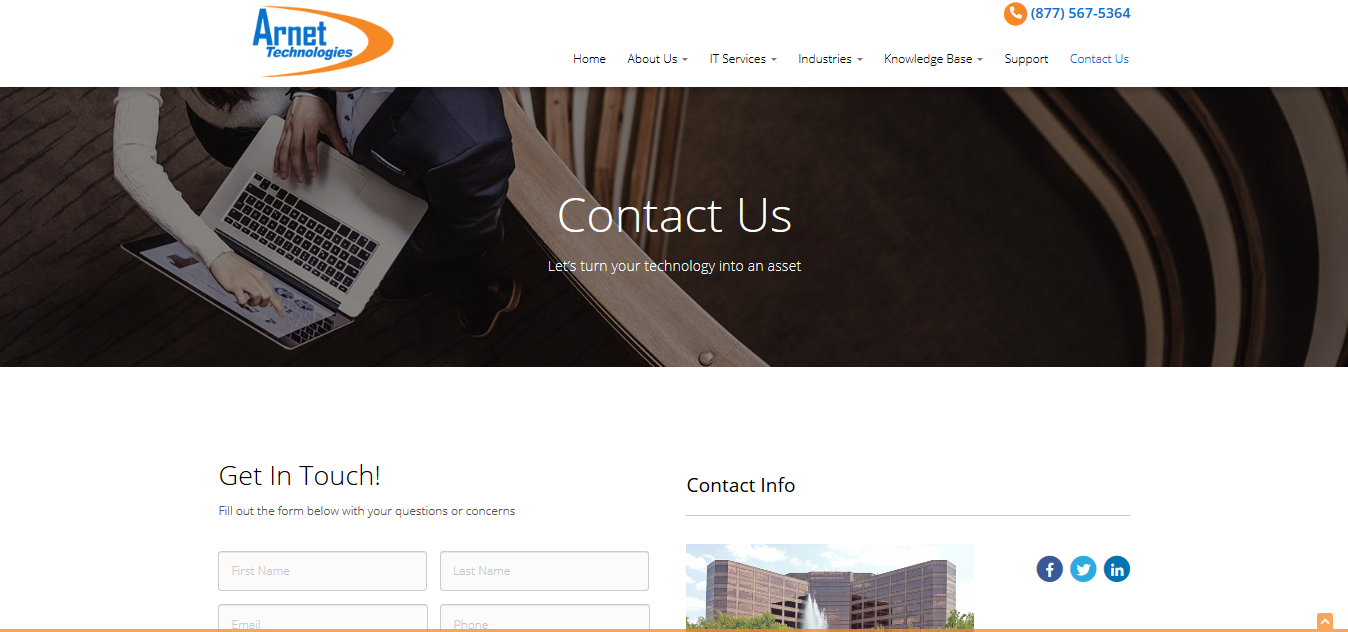 Arnet
Technologies
(877) 567-5364
Home About Us IT Services Industries Knowledge Base Support Contact Us
Contact Us
Let's turn your technology into an asset
Get In Touch!
Fill out the form below with your questions or concerns
Contact Info
First Name Last Name
Email Phone